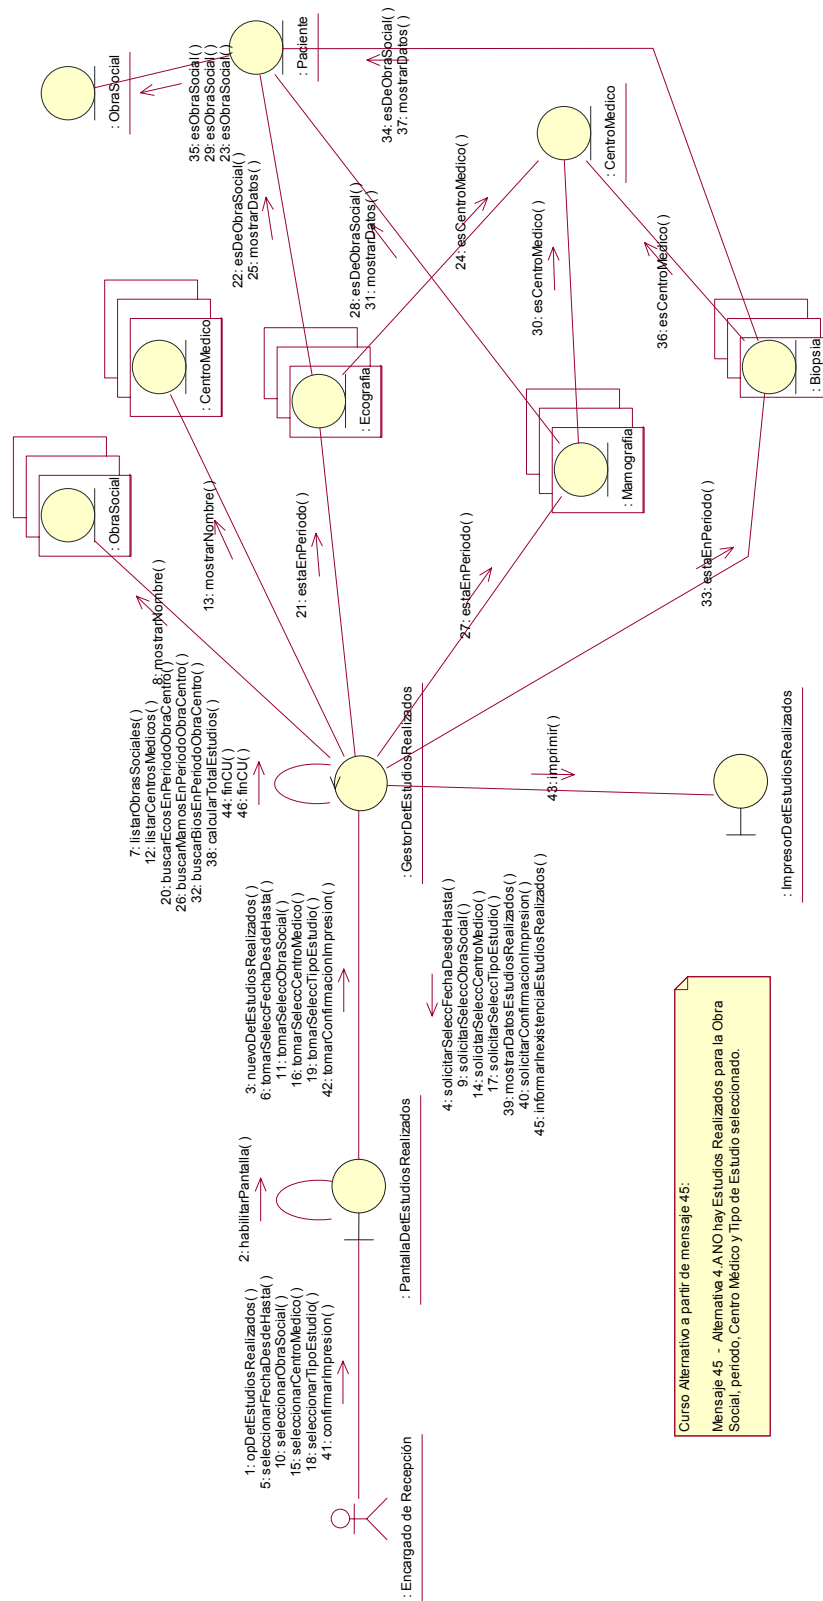 : Encargado de Recepción
1: opDetEstudiosRealizados( )
5: seleccionarFechaDesdeHasta( )
10: seleccionarObraSocial( )
15: seleccionarCentroMedico( )
18: seleccionarTipoEstudio( )
41: confirmarImpresion( )
2: habilitarPantalla( )
: PantallaDetEstudiosRealizados
3: nuevoDetEstudiosRealizados( )
6: tomarSeleccFechaDesdeHasta( )
11: tomarSeleccObraSocial( )
16: tomarSeleccCentroMedico( )
19: tomarSeleccTipoEstudio( )
42: tomarConfirmacionImpresion( )
4: solicitarSeleccFechaDesdeHasta( )
9: solicitarSeleccObraSocial( )
14: solicitarSeleccCentroMedico( )
17: solicitarSeleccTipoEstudio( )
39: mostrarDatosEstudiosRealizados( )
40: solicitarConfirmacionImpresion( )
45: informarInexistenciaEstudiosRealizados( )
7: listarObrasSociales( )
12: listarCentrosMedicos( )
20: buscarEcosEnPeriodoObraCentro( )
26: buscarMamosEnPeriodoObraCentro( )
32: buscarBiosEnPeriodoObraCentro( )
38: calcularTotalEstudios( )
44: finCU( )
46: finCU( )
: GestorDetEstudiosRealizados
8: mostrarNombre( )
: ObraSocial
13: mostrarNombre( )
: CentroMedico
21: estaEnPeriodo( )
: Ecografia
27: estaEnPeriodo( )
: Mamografia
33: estaEnPeriodo( )
: Biopsia
43: imprimir( )
: ImpresorDetEstudiosRealizados
22: esDeObraSocial( )
25: mostrarDatos( )
28: esDeObraSocial( )
31: mostrarDatos( )
24: esCentroMedico( )
30: esCentroMedico( )
36: esCentroMedico( )
34: esDeObraSocial( )
37: mostrarDatos( )
35: esObraSocial( )
29: esObraSocial( )
23: esObraSocial( )
: ObraSocial
: Paciente
: CentroMedico
Curso Alternativo a partir de mensaje 45:
Mensaje 45 - Alternativa 4.A NO hay Estudios Realizados para la Obra
Social, periodo, Centro Médico y Tipo de Estudio seleccionado.